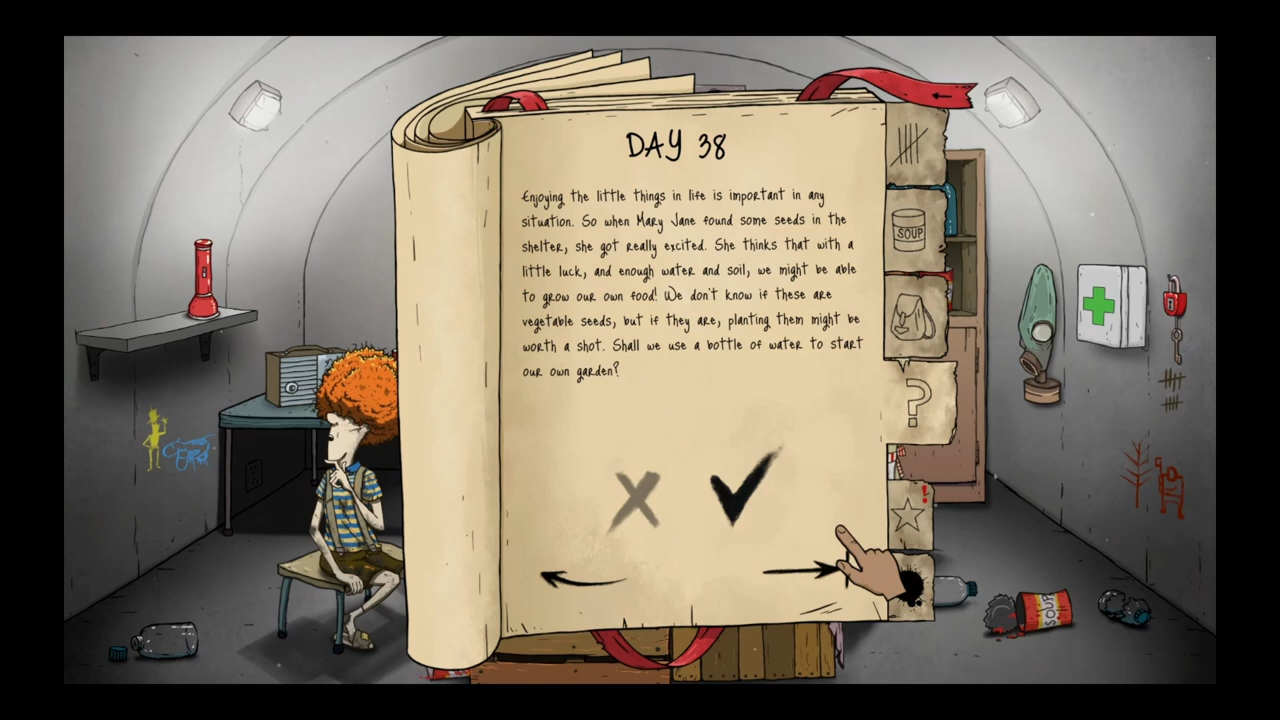 DAY 38
Enjoying the little things in life is important in any
situation. So when Mary Jane found some seeds in the
shelter, she got really excited. She thinks that with a
little luck, and enough water and soil, we might be able
to grow our own food! We don't know if these are
vegetable seeds, but if they are, planting them might be
worth a shot. Shall we use a bottle of water to start
our own garden?
SOUP
?
!
SOUP